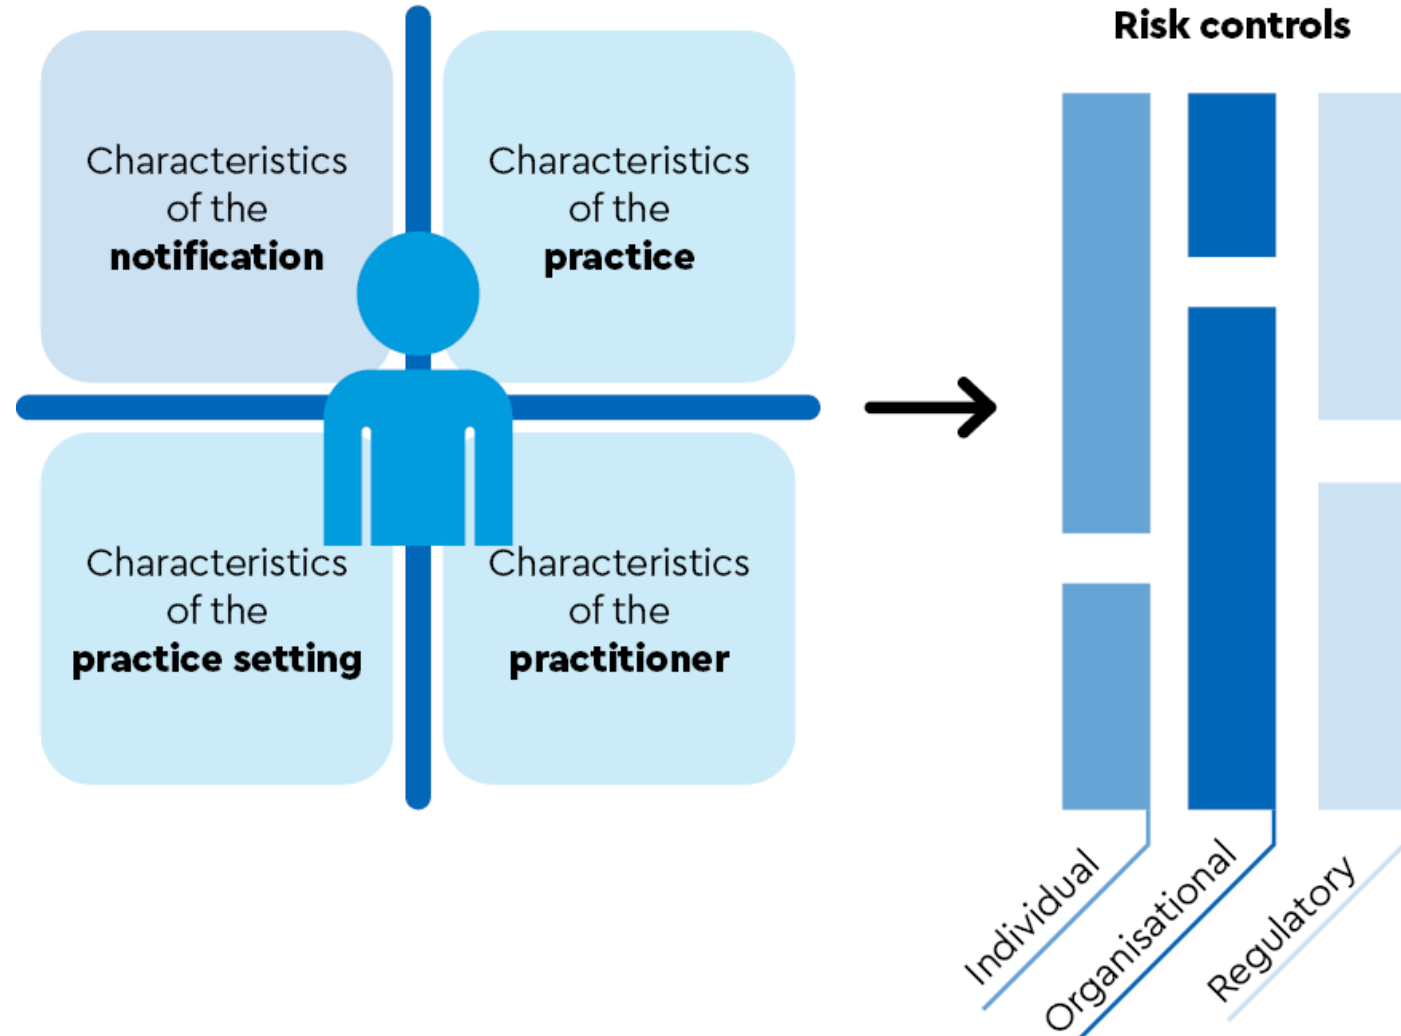 Risk controls
Characteristics
of the
notification
Characteristics
of the
practice
Characteristics
of the
practice setting
Characteristics
of the
practitioner
Individual
Organisational
Regulatory